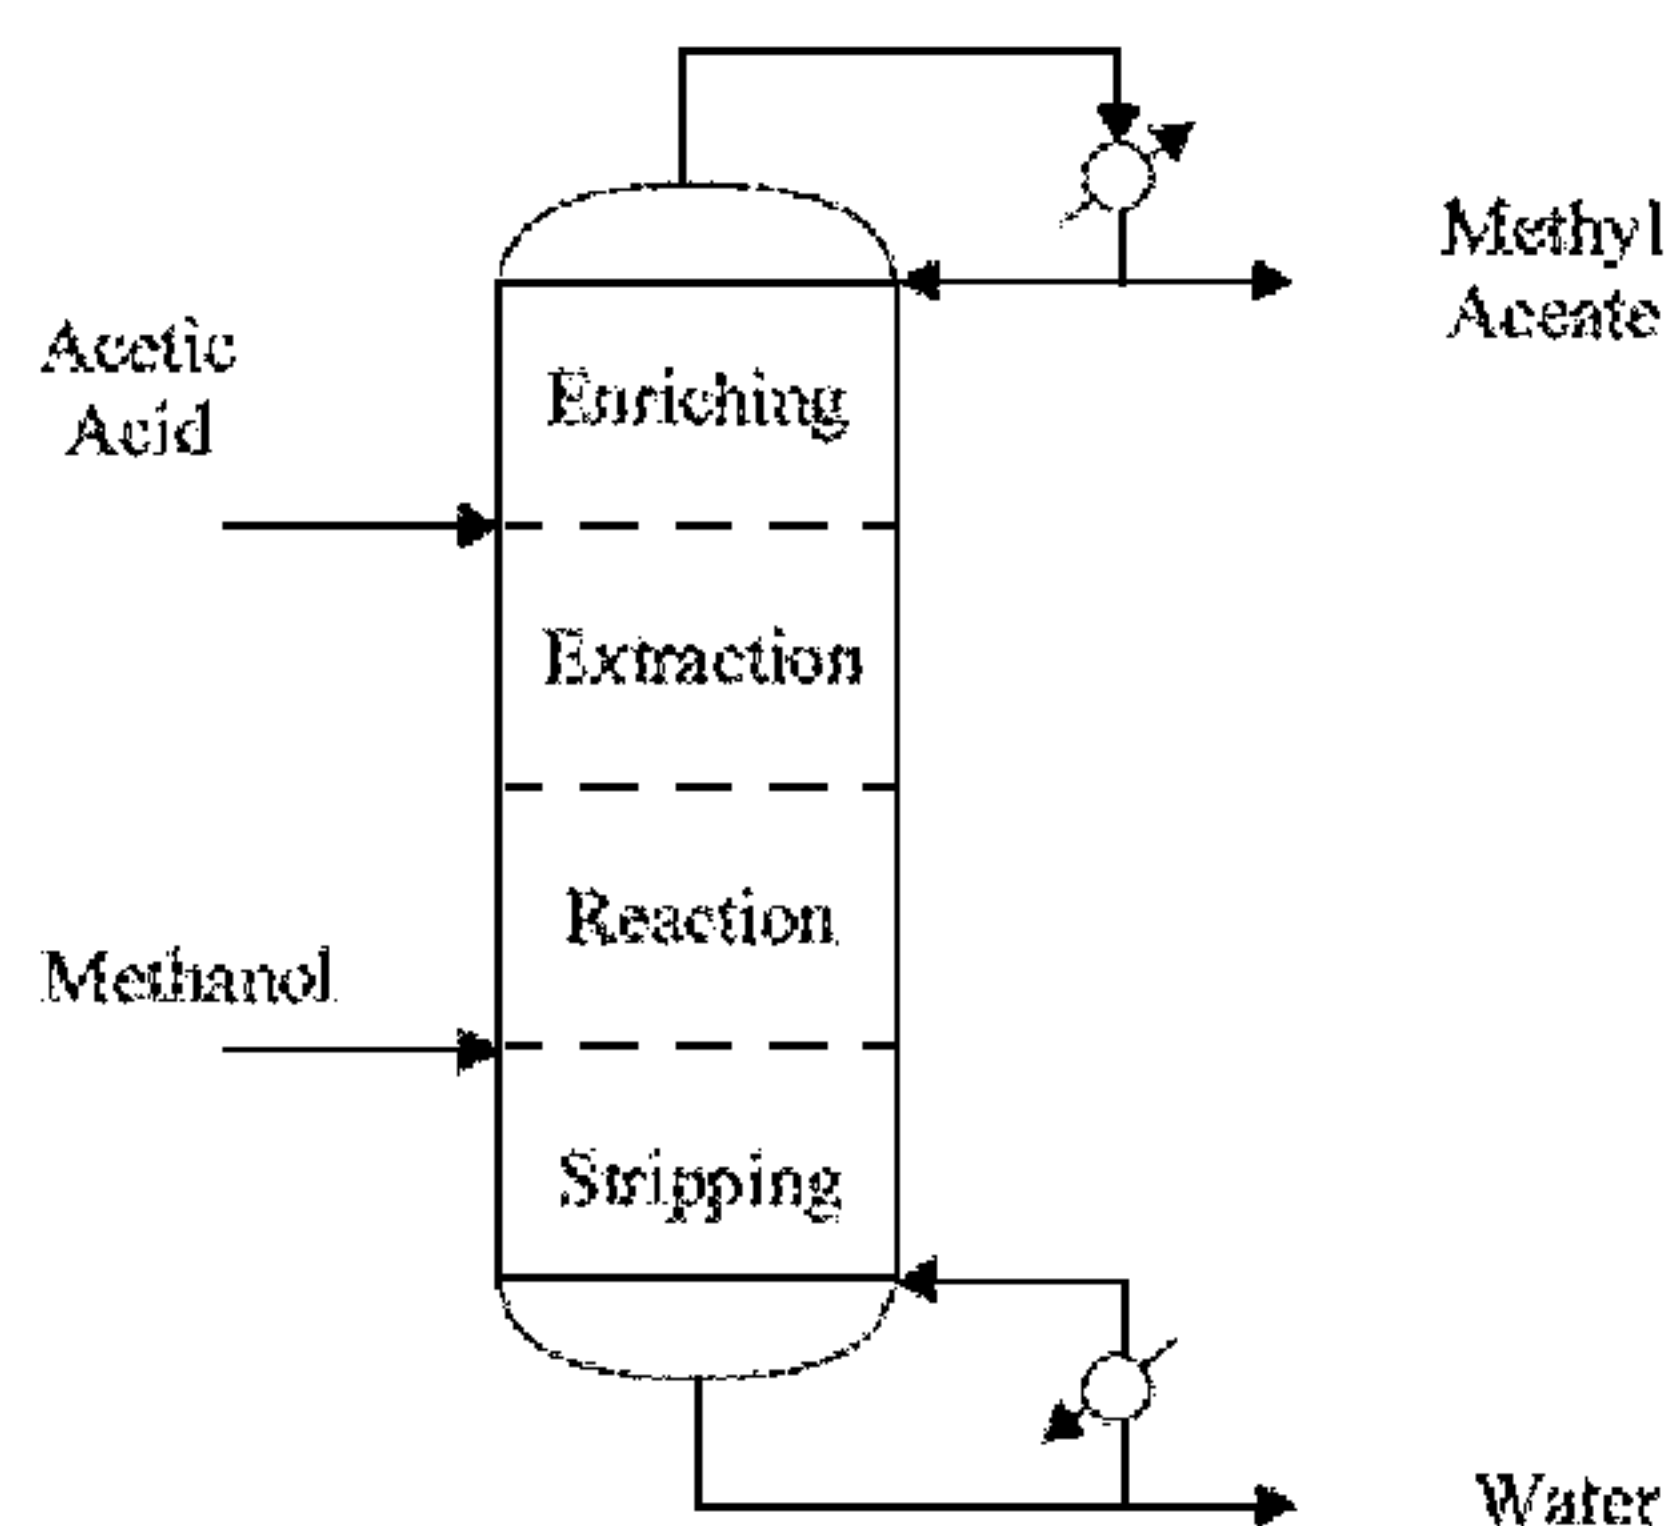 Methyl
Aceate
Acetic
Acid
Enriching
Extraction
Reaction
Methanol
Stripping
Water